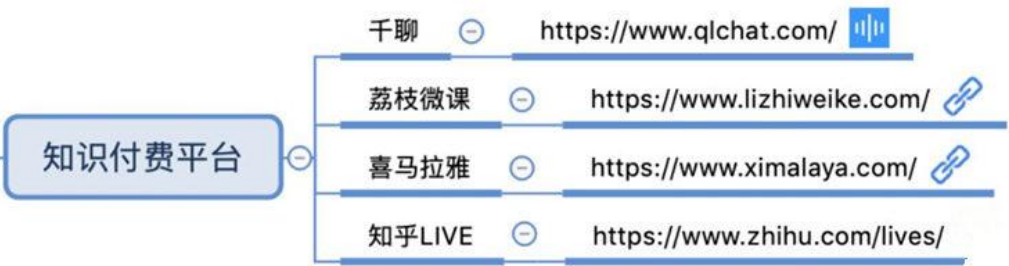 千聊 https://www.qlchat.com/
荔枝微课 https://www.lizhiweike.com/
知识付费平台
喜马拉雅 https://www.ximalaya.com/
知乎LIVE https://www.zhihu.com/lives/